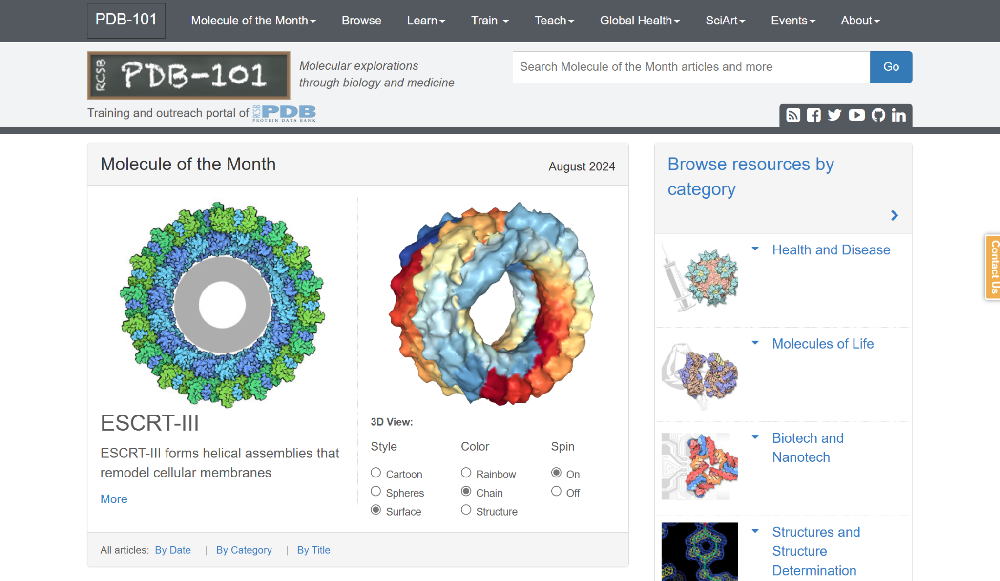 PDB-101 Molecule of the Month Browse Learn Train Teach Global Health SciArt Events About
RCSB PDB-101
Molecular explorations
through biology and medicine
Search Molecule of the Month articles and more Go
Training and outreach portal of RCSB PDB
PROTEIN DATA BANK
Molecule of the Month August 2024
ESCRT-III
ESCRT-III forms helical assemblies that
remodel cellular membranes
More
3D View:
Style Color Spin
Cartoon Rainbow On
Spheres Chain Off
Surface Structure
All articles: By Date | By Category | By Title
Browse resources by
category
Health and Disease
Molecules of Life
Biotech and
Nanotech
Structures and
Structure
Determination
Contact Us